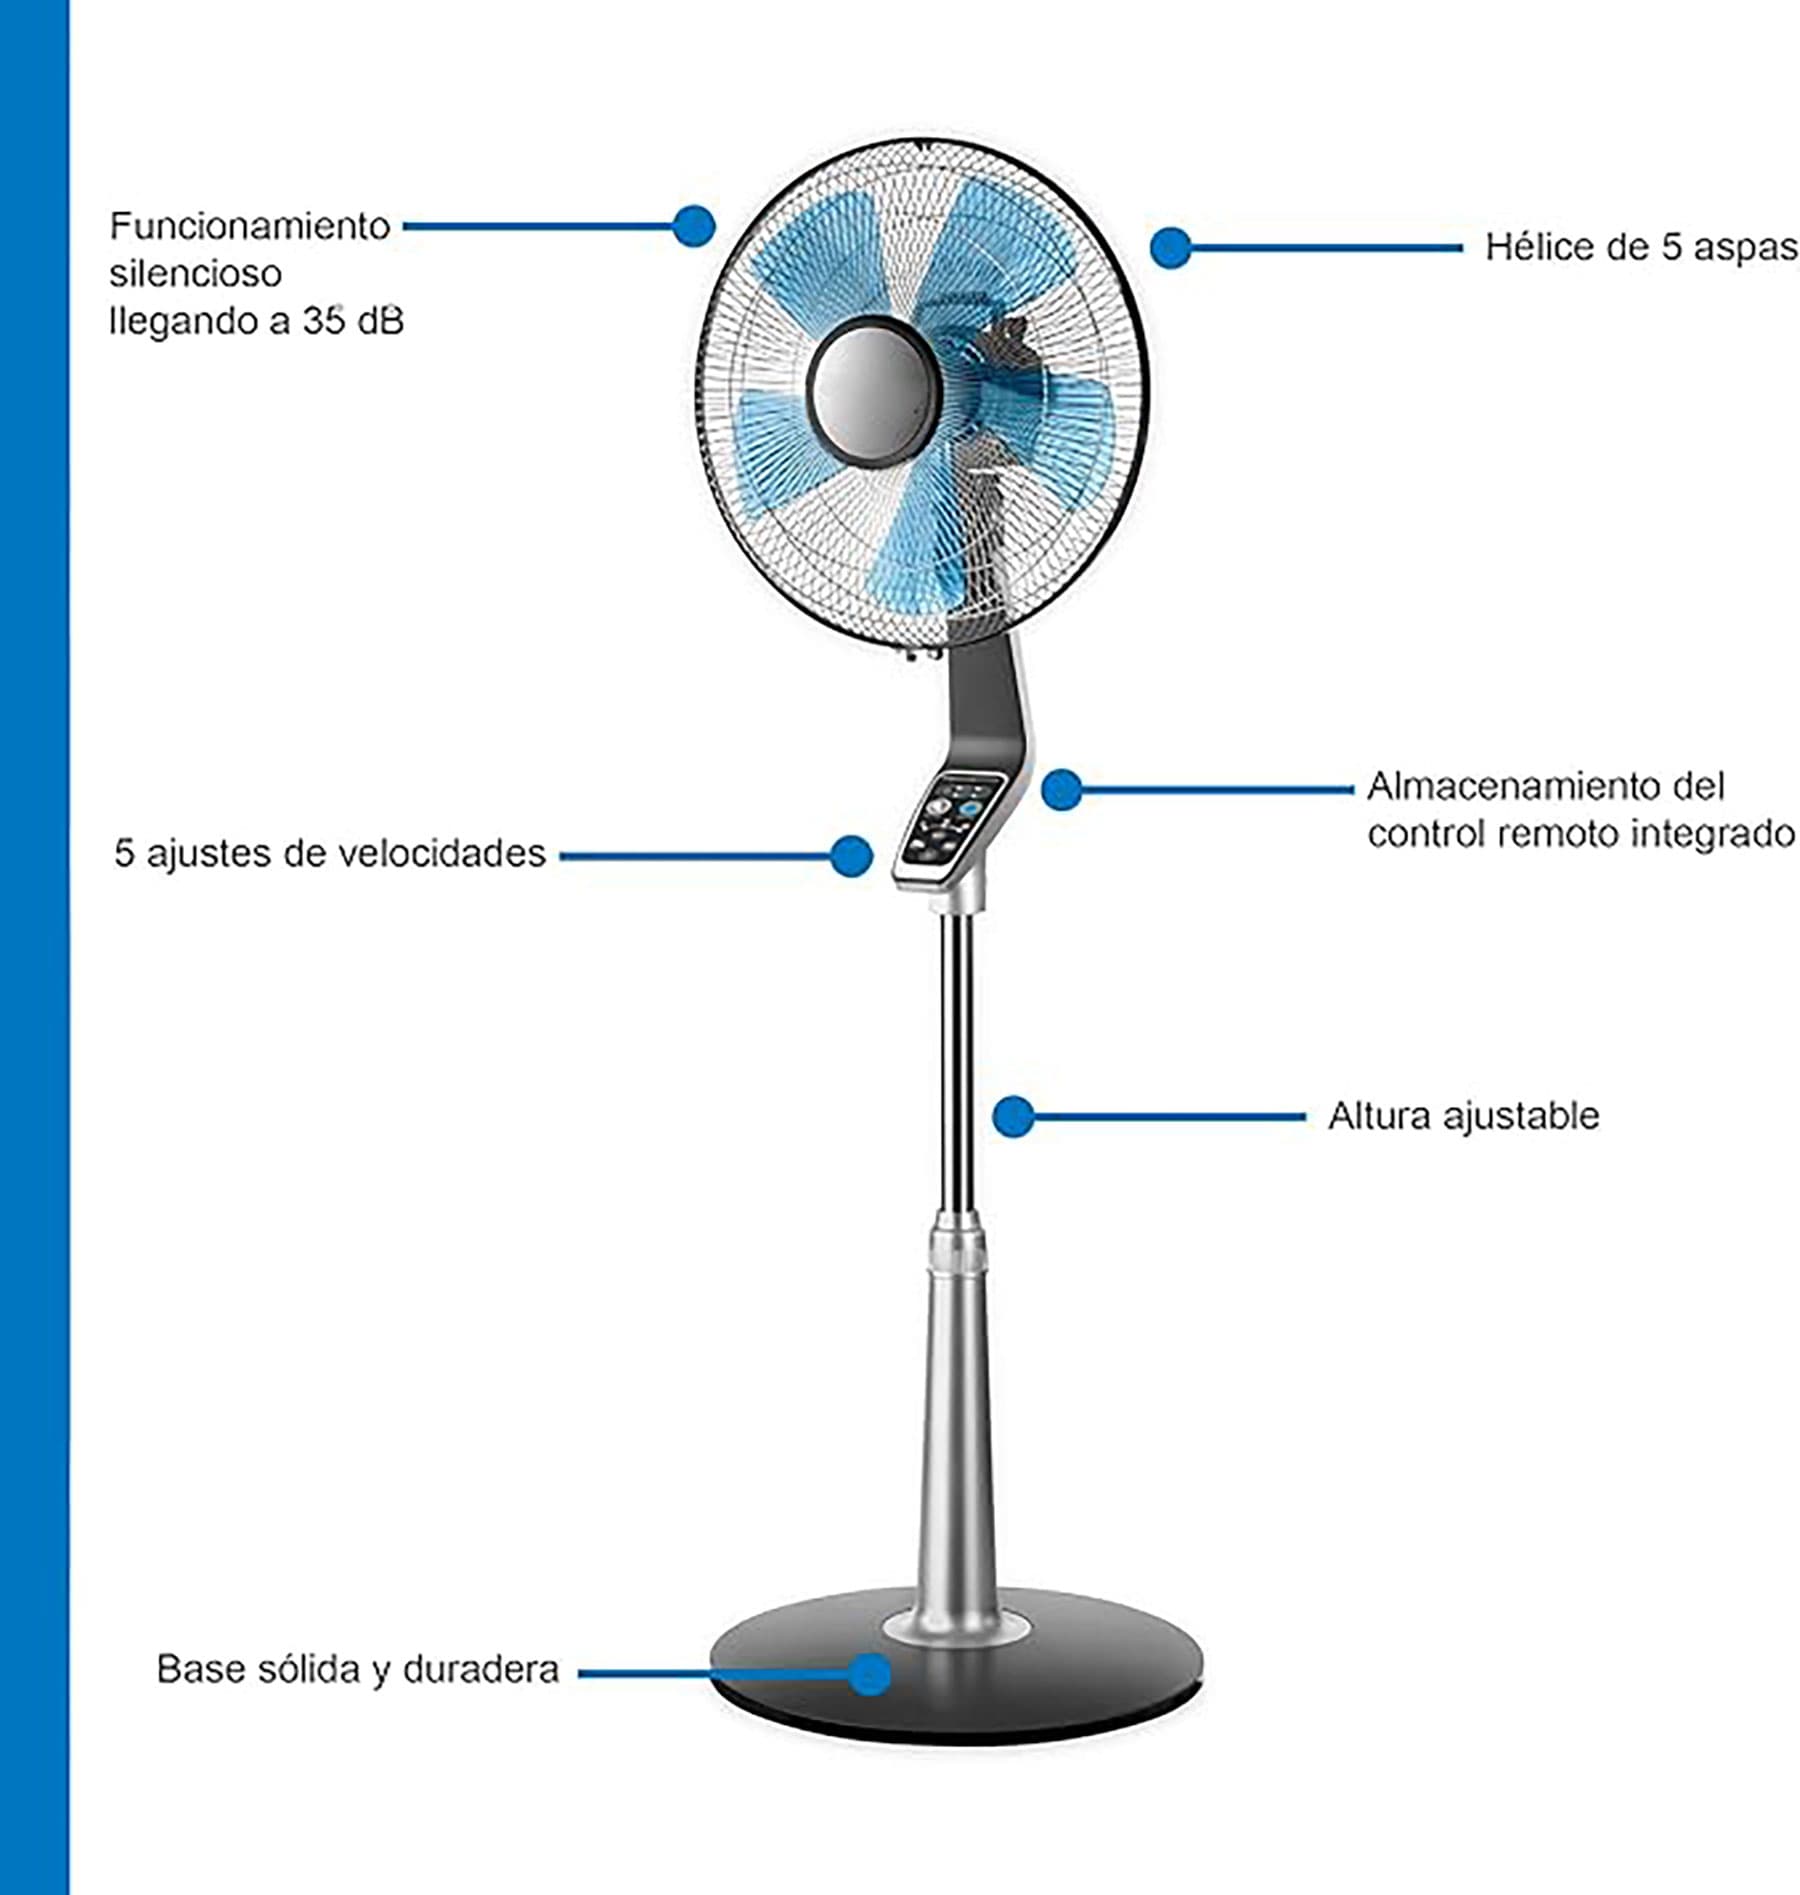 Funcionamiento
silencioso
llegando a 35 dB
Hélice de 5 aspas
Almacenamiento del
control remoto integrado
5 ajustes de velocidades
Altura ajustable
Base sólida y duradera